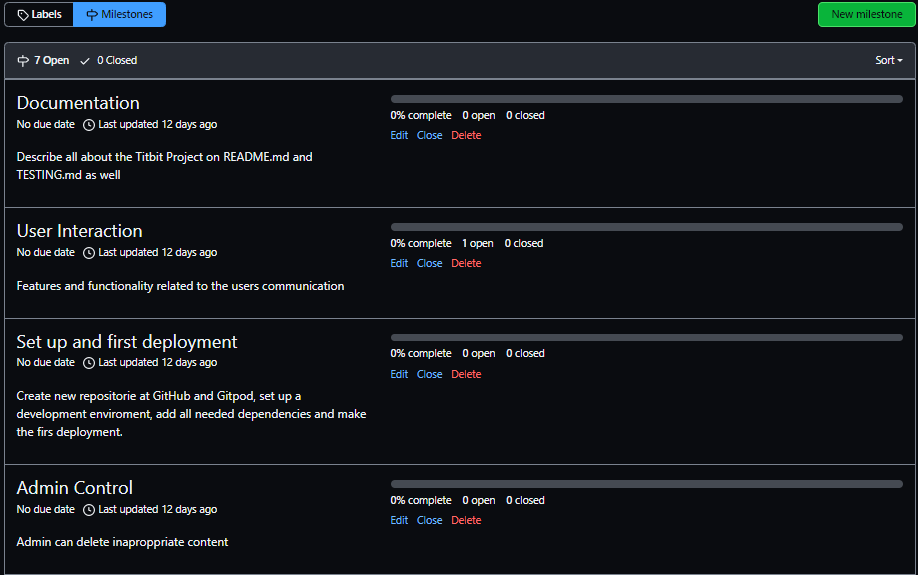 Labels Milestones New milestone
7 Open 0 Closed Sort
Documentation
No due date Last updated 12 days ago
Describe all about the Titbit Project on README.md and
TESTING.md as well
0% complete 0 open 0 closed
Edit Close Delete
User Interaction
No due date Last updated 12 days ago
Features and functionality related to the users communication
0% complete 1 open 0 closed
Edit Close Delete
Set up and first deployment
No due date Last updated 12 days ago
Create new repositorie at GitHub and Gitpod, set up a
development enviroment, add all needed dependencies and make
the firs deployment.
0% complete 0 open 0 closed
Edit Close Delete
Admin Control
No due date Last updated 12 days ago
Admin can delete inaproppriate content
0% complete 0 open 0 closed
Edit Close Delete